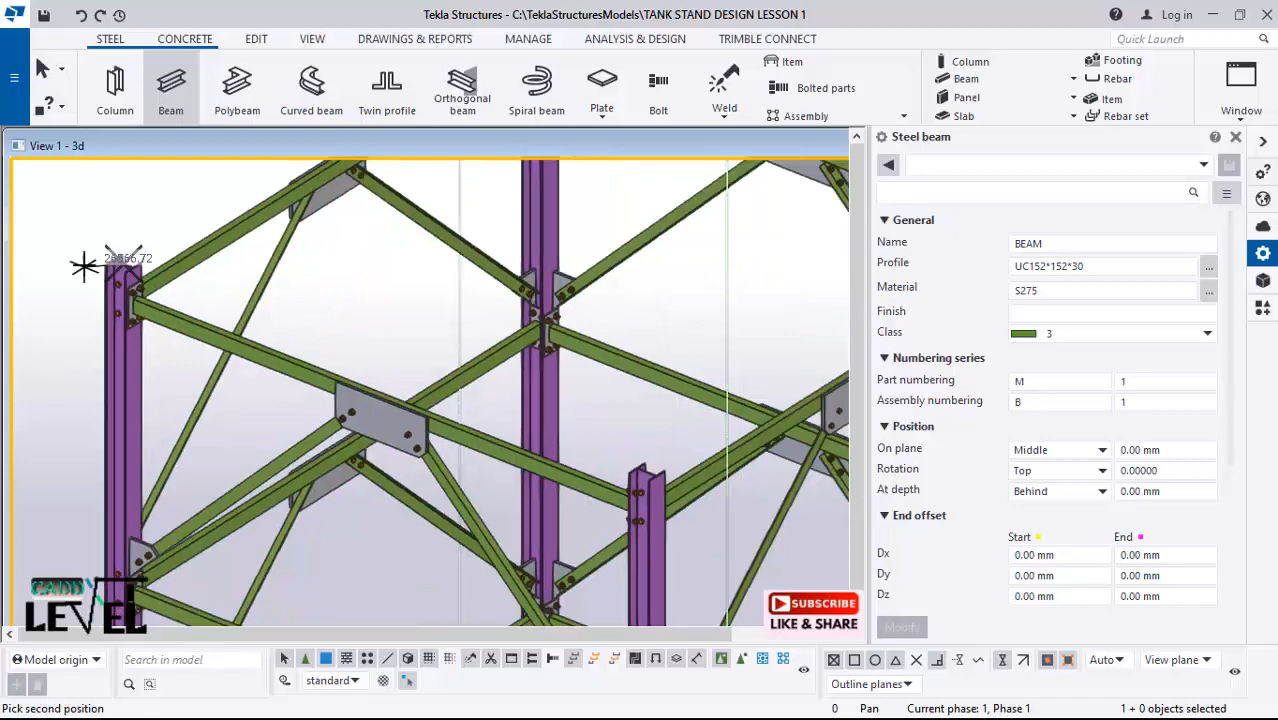 Tekla Structures - C:\TeklaStructuresModels\TANK STAND DESIGN LESSON 1
Log in
STEEL CONCRETE EDIT VIEW DRAWINGS & REPORTS MANAGE ANALYSIS & DESIGN TRIMBLE CONNECT
Quick Launch
Column
Beam
Polybeam
Curved beam
Twin profile
Orthogonal
beam
Spiral beam
Plate
Bolt
Weld
Item
Bolted parts
Assembly
Column
Beam
Panel
Slab
Footing
Rebar
Item
Rebar set
Window
View 1 - 3d
Steel beam
General
Name BEAM
Profile UC152*152*30 ...
Material S275 ...
Finish
Class 3
Numbering series
Part numbering M 1
Assembly numbering B 1
Position
On plane Middle 0.00 mm
Rotation Top 0.00000
At depth Behind 0.00 mm
End offset
Start End
Dx 0.00 mm 0.00 mm
Dy 0.00 mm 0.00 mm
Dz 0.00 mm 0.00 mm
Modify
CADD
LEVEL
SUBSCRIBE
LIKE & SHARE
Model origin
Search in model
standard
Auto
View plane
Outline planes
Pick second position
0 Pan Current phase: 1, Phase 1 1 + 0 objects selected